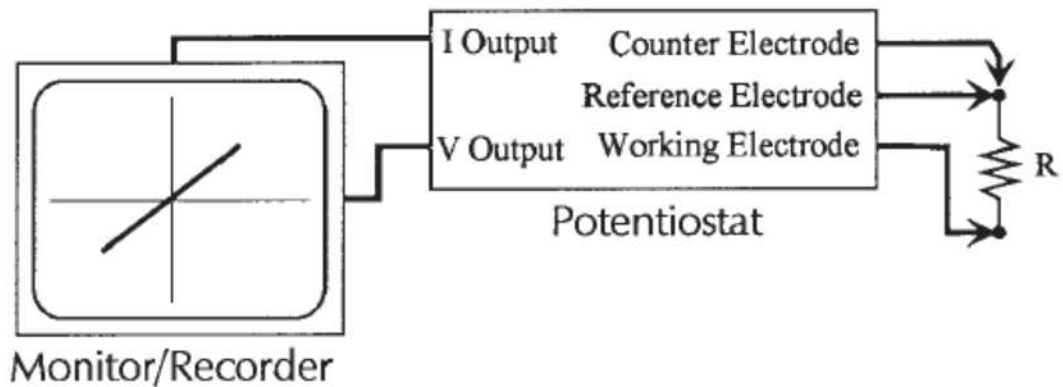 I Output
Counter Electrode
Reference Electrode
V Output
Working Electrode
R
Potentiostat
Monitor/Recorder